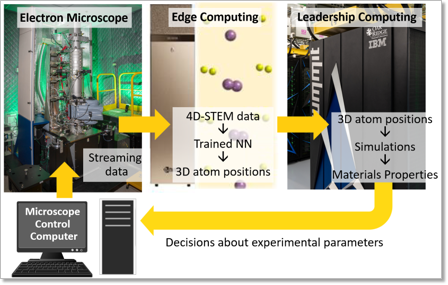 Electron Microscope
Edge Computing
Leadership Computing
4D-STEM data
Trained NN
3D atom positions
3D atom positions
Simulations
Materials Properties
Streaming
data
Microscope
Control
Computer
Decisions about experimental parameters
summit
IBM